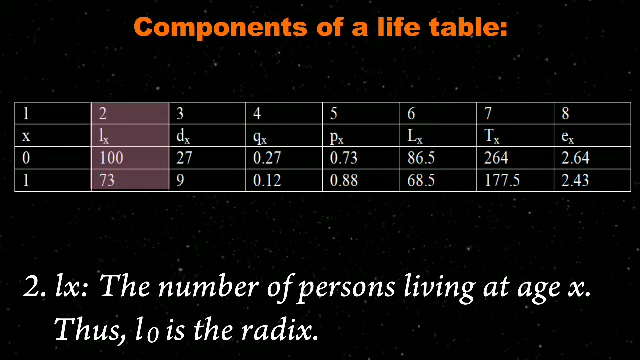 Components of a life table:
1 2 3 4 5 6 7 8
x lx dx qx px Lx Tx ex
0 100 27 0.27 0.73 86.5 264 2.64
1 73 9 0.12 0.88 68.5 177.5 2.43
2. lx: The number of persons living at age x.
Thus, l0 is the radix.